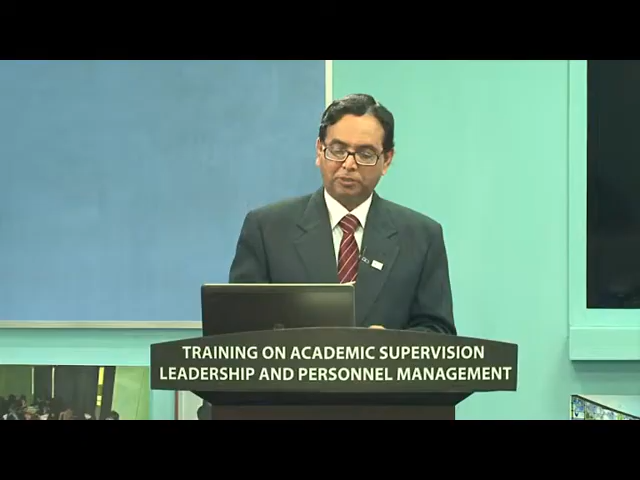 TRAINING ON ACADEMIC SUPERVISION
LEADERSHIP AND PERSONNEL MANAGEMENT